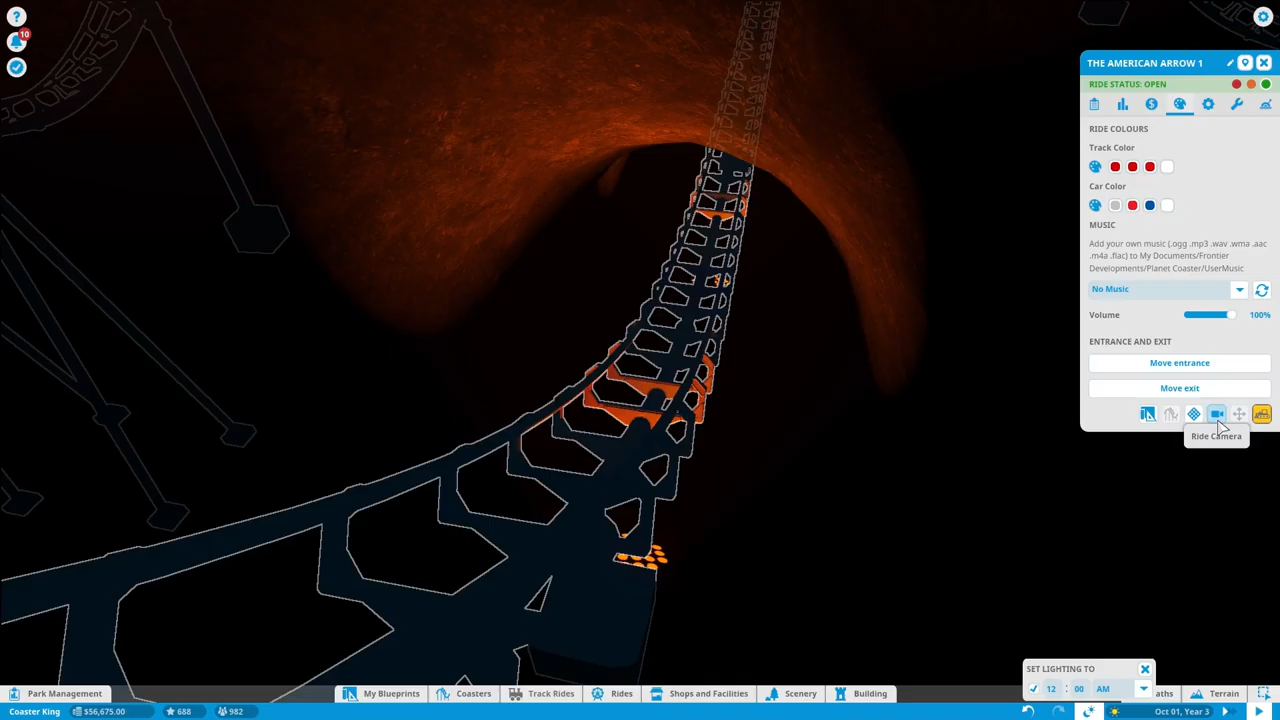 ?
10
THE AMERICAN ARROW 1
RIDE STATUS: OPEN
RIDE COLOURS
Track Color
Car Color
MUSIC
Add your own music (.ogg .mp3 .wav .wma .aac
.m4a .flac) to My Documents/Frontier
Developments/Planet Coaster/UserMusic
No Music
Volume 100%
ENTRANCE AND EXIT
Move entrance
Move exit
Ride Camera
SET LIGHTING TO
12 : 00 AM
Park Management My Blueprints Coasters Track Rides Rides Shops and Facilities Scenery Building aths Terrain
Coaster King $56,675.00 688 982 Oct 01, Year 3